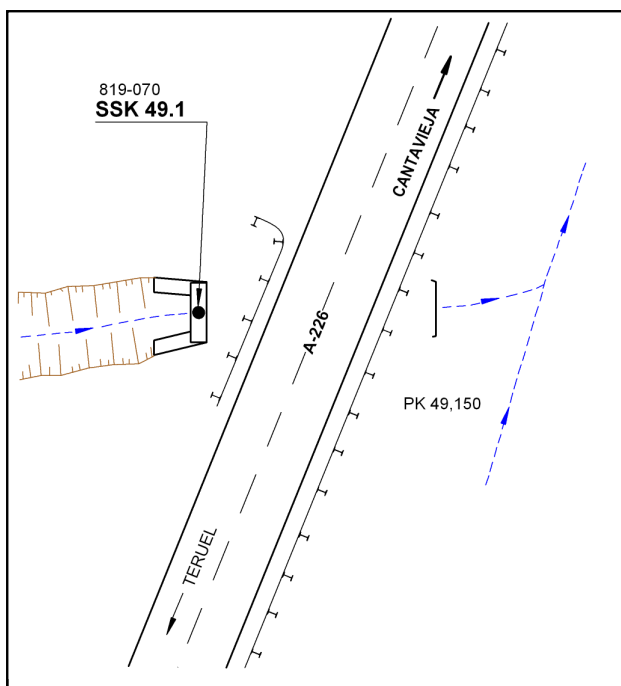 819-070
SSK 49.1
CANTAVIEJA
A-226
PK 49,150
TERUEL